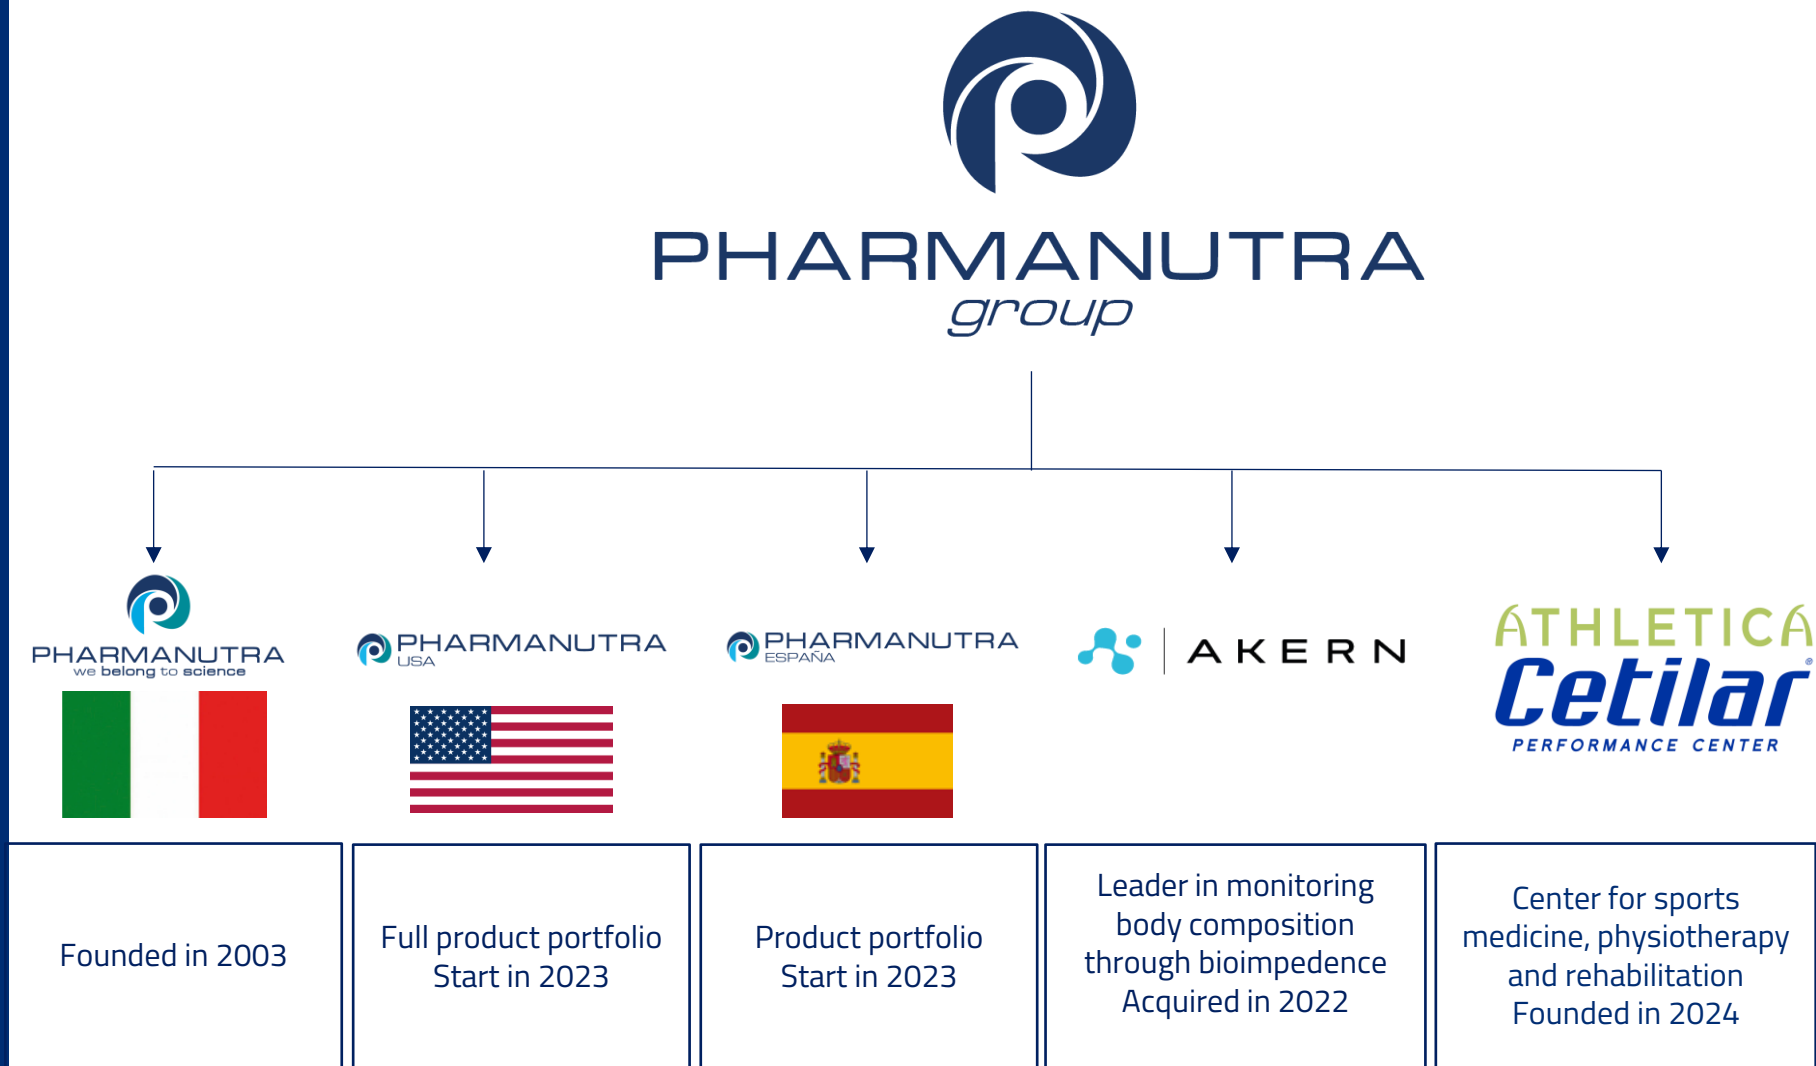 PHARMANUTRA
group
PHARMANUTRA
we belong to science
PHARMANUTRA
USA
PHARMANUTRA
ESPAÑA
AKERN
ATHLETICA
Cetilar®
PERFORMANCE CENTER
Founded in 2003
Full product portfolio
Start in 2023
Product portfolio
Start in 2023
Leader in monitoring
body composition
through bioimpedence
Acquired in 2022
Center for sports
medicine, physiotherapy
and rehabilitation
Founded in 2024